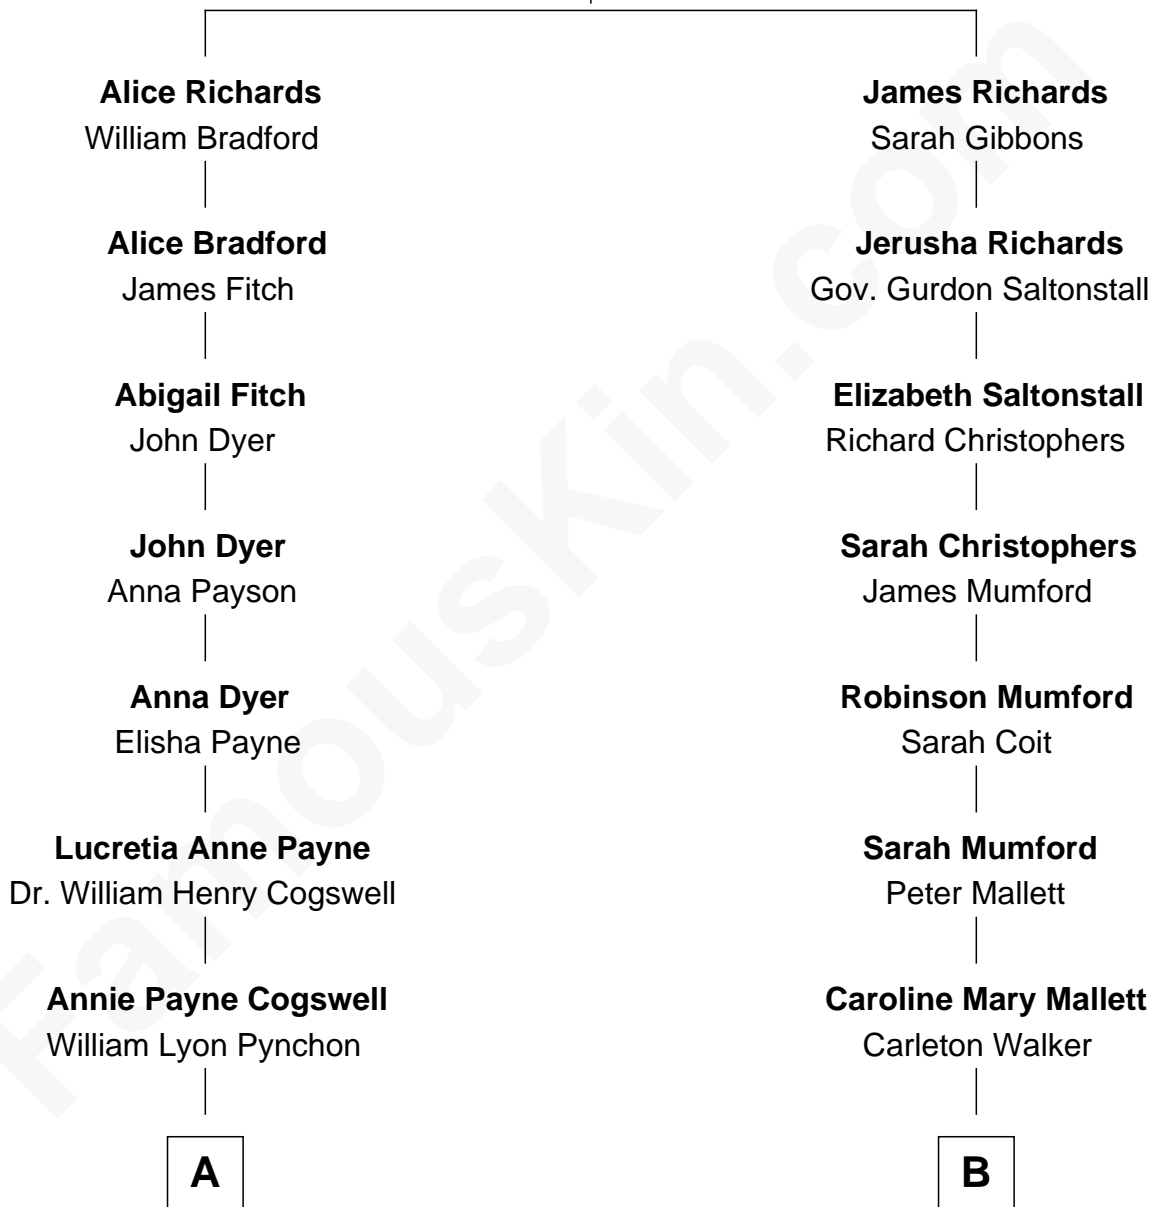 Alice Richards
William Bradford
Alice Bradford
James Fitch
Abigail Fitch
John Dyer
John Dyer
Anna Payson
Anna Dyer
Elisha Payne
Lucretia Anne Payne
Dr. William Henry Cogswell
Annie Payne Cogswell
William Lyon Pynchon
A
James Richards
Sarah Gibbons
Jerusha Richards
Gov. Gurdon Saltonstall
Elizabeth Saltonstall
Richard Christophers
Sarah Christophers
James Mumford
Robinson Mumford
Sarah Coit
Sarah Mumford
Peter Mallett
Caroline Mary Mallett
Carleton Walker
B
FamousKin.com